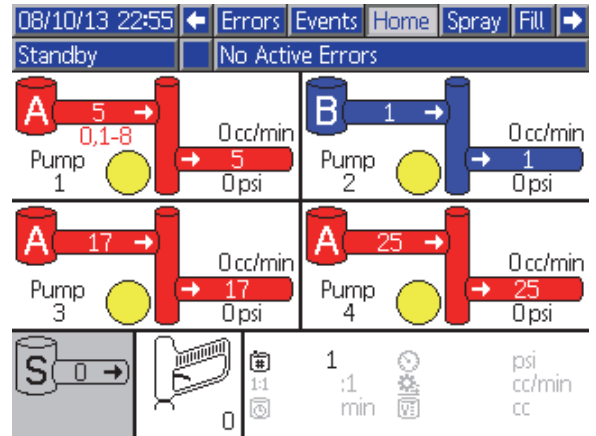 08/10/13 22:55 Errors Events Home Spray Fill
Standby No Active Errors
A 5 0 cc/min
0,1-8
Pump 1 5
0 psi
B 1 0 cc/min
Pump 2 1
0 psi
A 17 0 cc/min
Pump 3 17
0 psi
A 25 0 cc/min
Pump 4 25
0 psi
S 0
0
# 1 psi
1:1 :1 cc/min
min cc